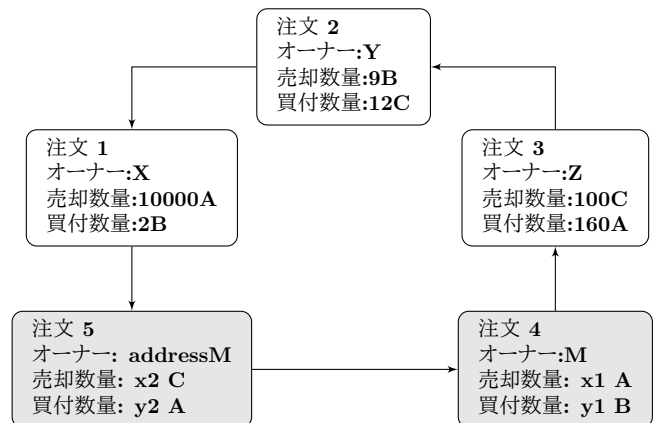 注文 2
オーナー:Y
売却数量:9B
買付数量:12C
注文 1
オーナー:X
売却数量:10000A
買付数量:2B
注文 3
オーナー:Z
売却数量:100C
買付数量:160A
注文 5
オーナー: addressM
売却数量: x2 C
買付数量: y2 A
注文 4
オーナー:M
売却数量: x1 A
買付数量: y1 B